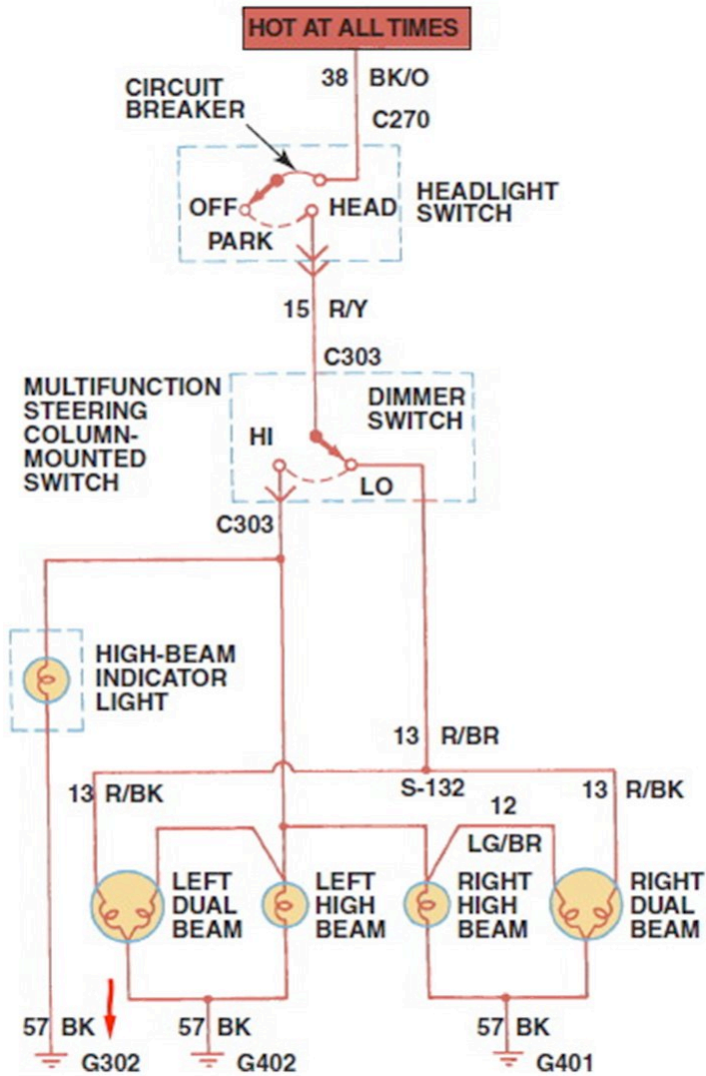 HOT AT ALL TIMES
38 BK/O
CIRCUIT
BREAKER
C270
HEADLIGHT
SWITCH
OFF
HEAD
PARK
15 R/Y
C303
MULTIFUNCTION
STEERING
COLUMN-
MOUNTED
SWITCH
DIMMER
SWITCH
HI
LO
C303
HIGH-BEAM
INDICATOR
LIGHT
13 R/BR
S-132
13 R/BK
12
LG/BR
13 R/BK
LEFT
DUAL
BEAM
LEFT
HIGH
BEAM
RIGHT
HIGH
BEAM
RIGHT
DUAL
BEAM
57 BK
G302
57 BK
G402
57 BK
G401